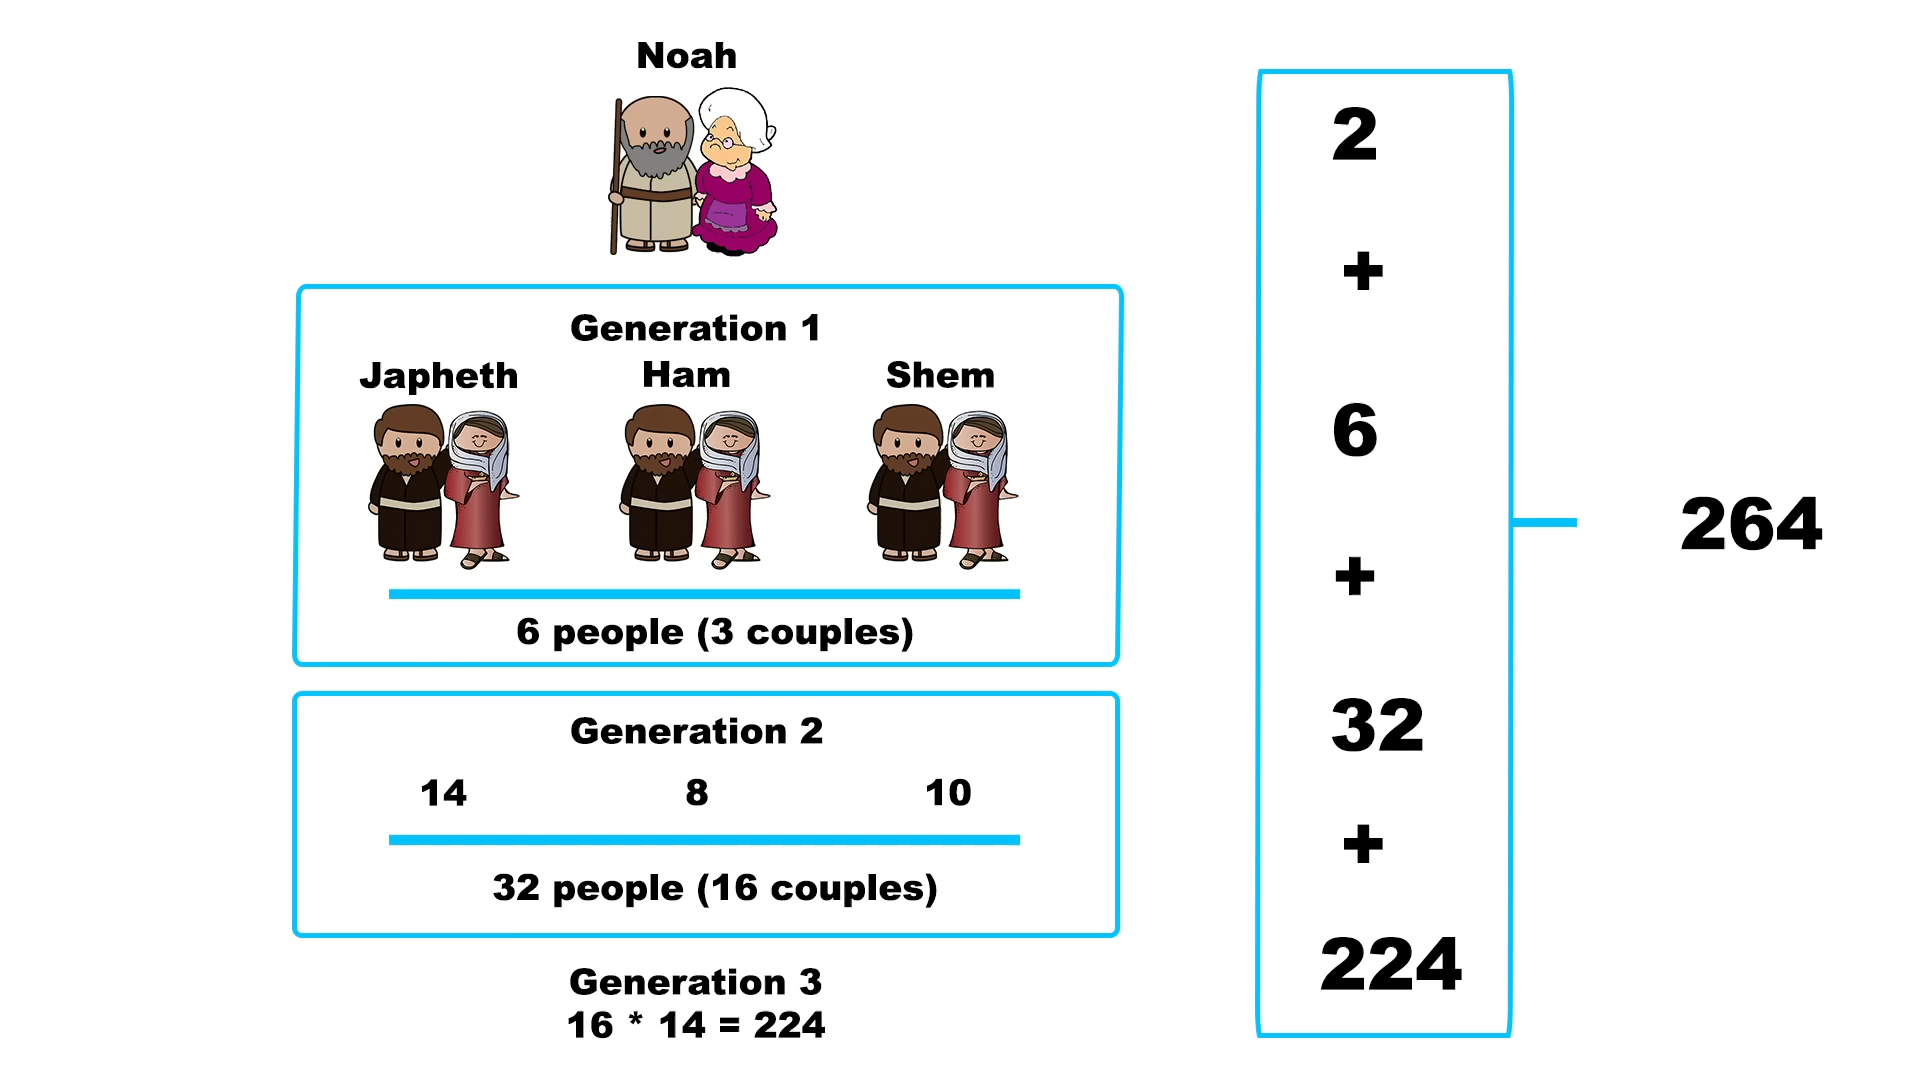 Noah
Generation 1
Japheth Ham Shem
6 people (3 couples)
Generation 2
14 8 10
32 people (16 couples)
Generation 3
16 * 14 = 224
2
+
6
+
32
+
224
264